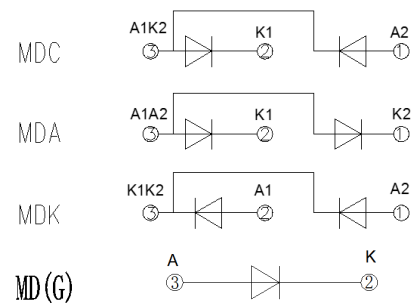 A1K2 K1 A2
MDC ③ ② ①
A1A2 K1 K2
MDA ③ ② ①
K1K2 A1 A2
MDK ③ ② ①
A K
MD(G) ③ ②